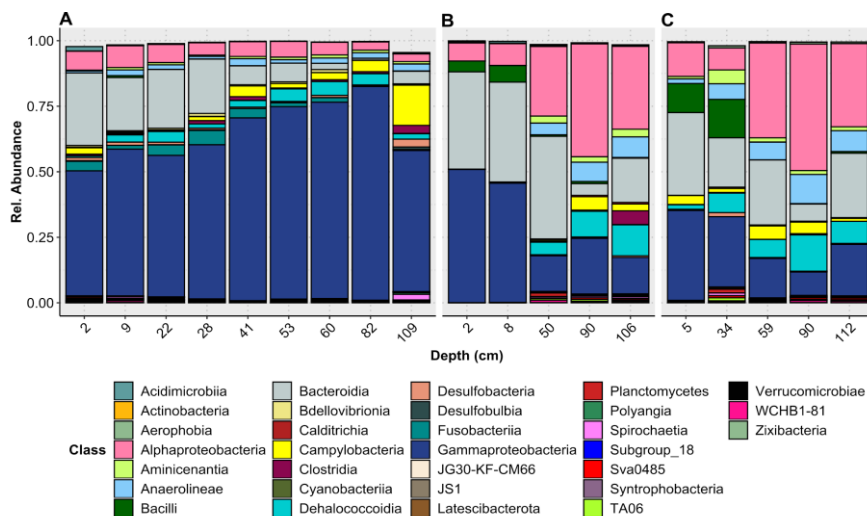 A B C
Rel. Abundance
1.00
0.75
0.50
0.25
0.00
2 9 22 28 41 53 60 82 109 2 8 50 90 106 5 34 59 90 112
Depth (cm)
Class
Acidimicrobiia Bacteroidia Desulfobacteria Planctomycetes Verrucomicrobiae
Actinobacteria Bdellovibrionia Desulfobulbia Polyangia WCHB1-81
Aerophobia Calditrichia Fusobacteriia Spirochaetia Zixibacteria
Alphaproteobacteria Campylobacteria Gammaproteobacteria Subgroup_18
Aminicenantia Clostridia JG30-KF-CM66 Sva0485
Anaerolineae Cyanobacteriia JS1 Syntrophobacteria
Bacilli Dehalococcoidia Latescibacterota TA06